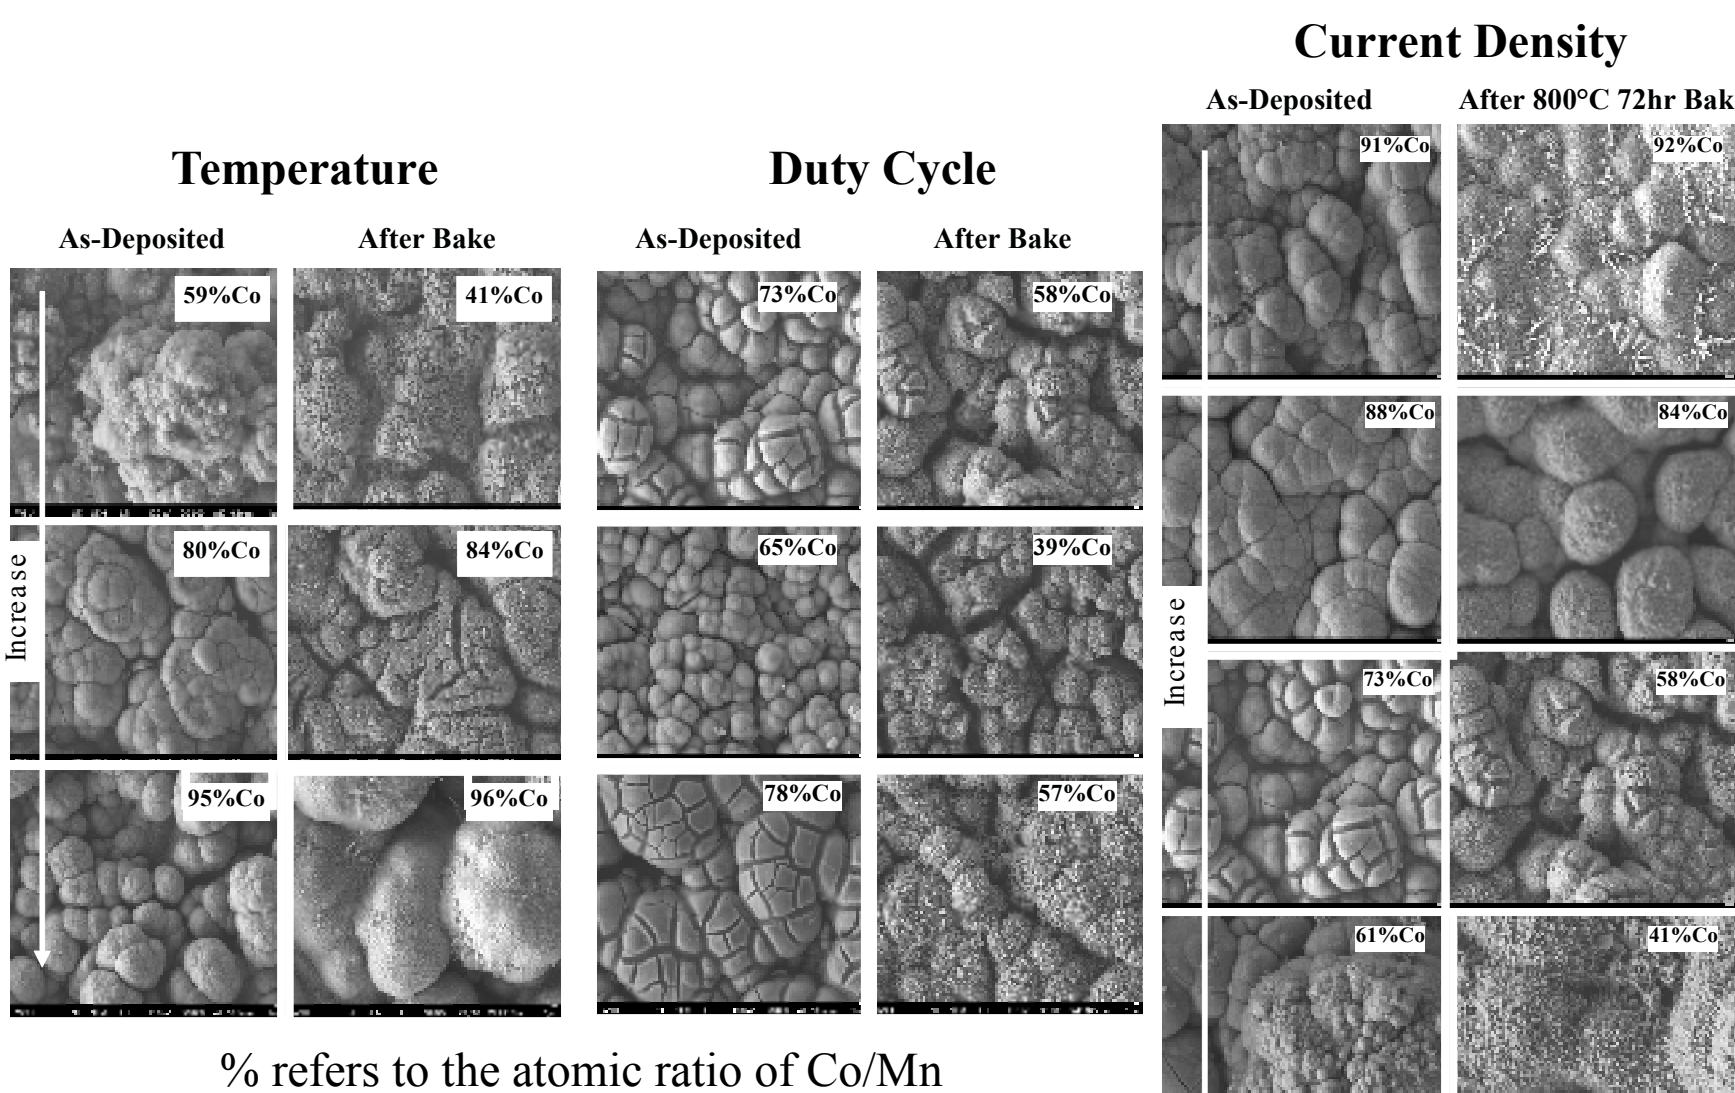 Current Density
As-Deposited
After 800°C 72hr Bak
91%Co
92%Co
88%Co
84%Co
73%Co
58%Co
61%Co
41%Co
Increase
Temperature
As-Deposited
After Bake
59%Co
41%Co
80%Co
84%Co
95%Co
96%Co
Increase
Duty Cycle
As-Deposited
After Bake
73%Co
58%Co
65%Co
39%Co
78%Co
57%Co
% refers to the atomic ratio of Co/Mn